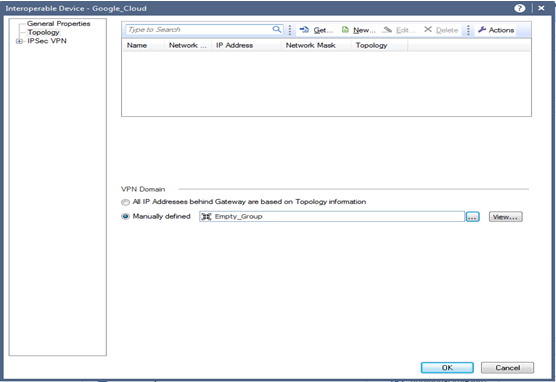 Interoperable Device - Google_Cloud
General Properties
Topology
IPSec VPN
Type to Search
Get...
New...
Edit...
Delete
Actions
Name Network ... IP Address Network Mask Topology
VPN Domain
All IP Addresses behind Gateway are based on Topology information
Manually defined
Empty_Group
...
View...
OK
Cancel